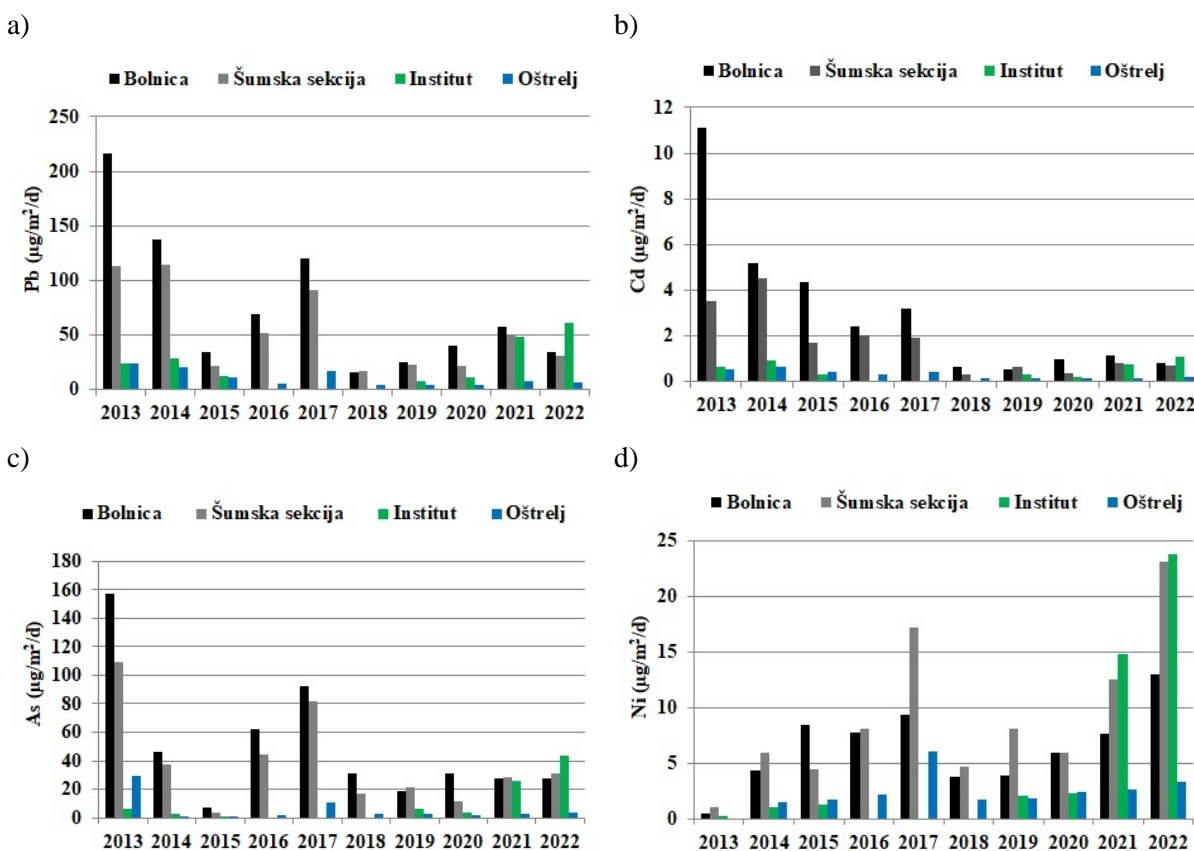 a)
b)
Bolnica Šumska sekcija Institut Oštrelj
Pb (µg/m²/d)
250
200
150
100
50
0
2013 2014 2015 2016 2017 2018 2019 2020 2021 2022
Bolnica Šumska sekcija Institut Oštrelj
Cd (µg/m²/d)
12
10
8
6
4
2
0
2013 2014 2015 2016 2017 2018 2019 2020 2021 2022
c)
d)
Bolnica Šumska sekcija Institut Oštrelj
As (µg/m²/d)
180
160
140
120
100
80
60
40
20
0
2013 2014 2015 2016 2017 2018 2019 2020 2021 2022
Bolnica Šumska sekcija Institut Oštrelj
Ni (µg/m²/d)
25
20
15
10
5
0
2013 2014 2015 2016 2017 2018 2019 2020 2021 2022